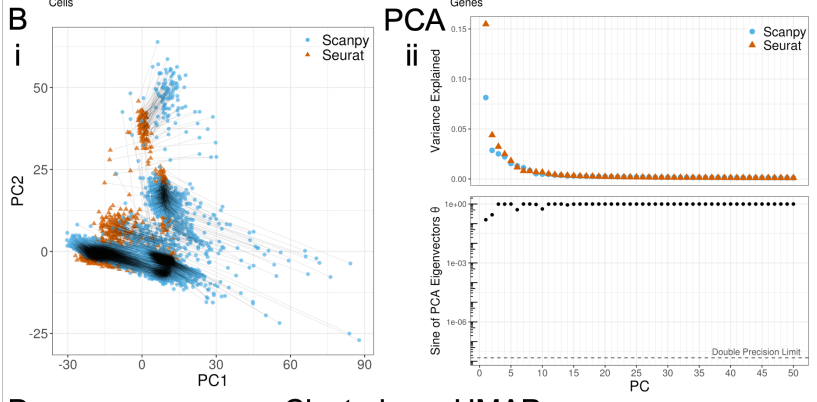 Cells
Genes
B
PCA
i
ii
Scanpy
Seurat
PC2
50
25
0
-25
-30
0
30
60
90
PC1
Scanpy
Seurat
Variance Explained
0.15
0.10
0.05
0.00
Sine of PCA Eigenvectors θ
1e+00
1e-03
1e-06
Double Precision Limit
0 5 10 15 20 25 30 35 40 45 50
PC